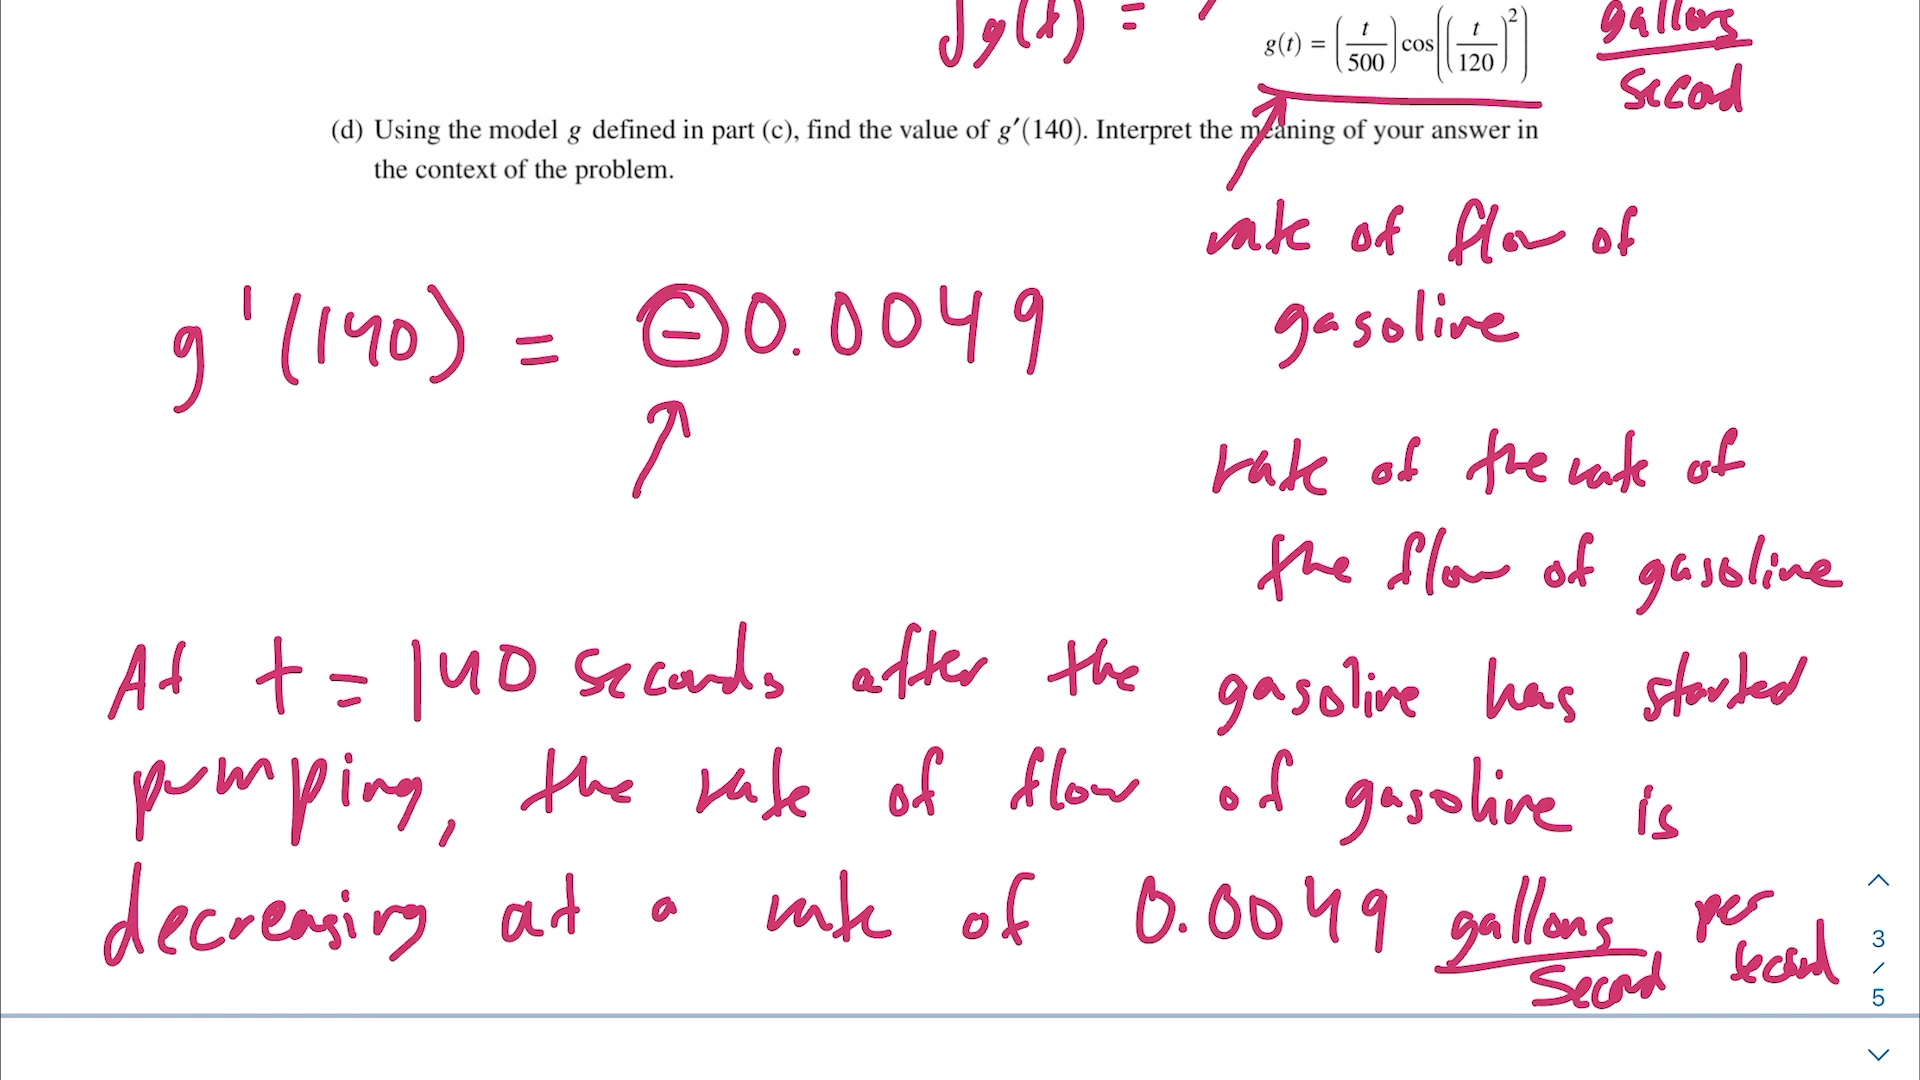 ∫g(t) =
g(t) = (t/500) cos((t/120)²)
gallons/second
(d) Using the model g defined in part (c), find the value of g′(140). Interpret the meaning of your answer in
the context of the problem.
rate of flow of
gasoline
g'(140) = -0.0049
rate of the rate of
the flow of gasoline
At t = 140 seconds after the gasoline has started
pumping, the rate of flow of gasoline is
decreasing at a rate of 0.0049 gallons/second per second
3
/
5